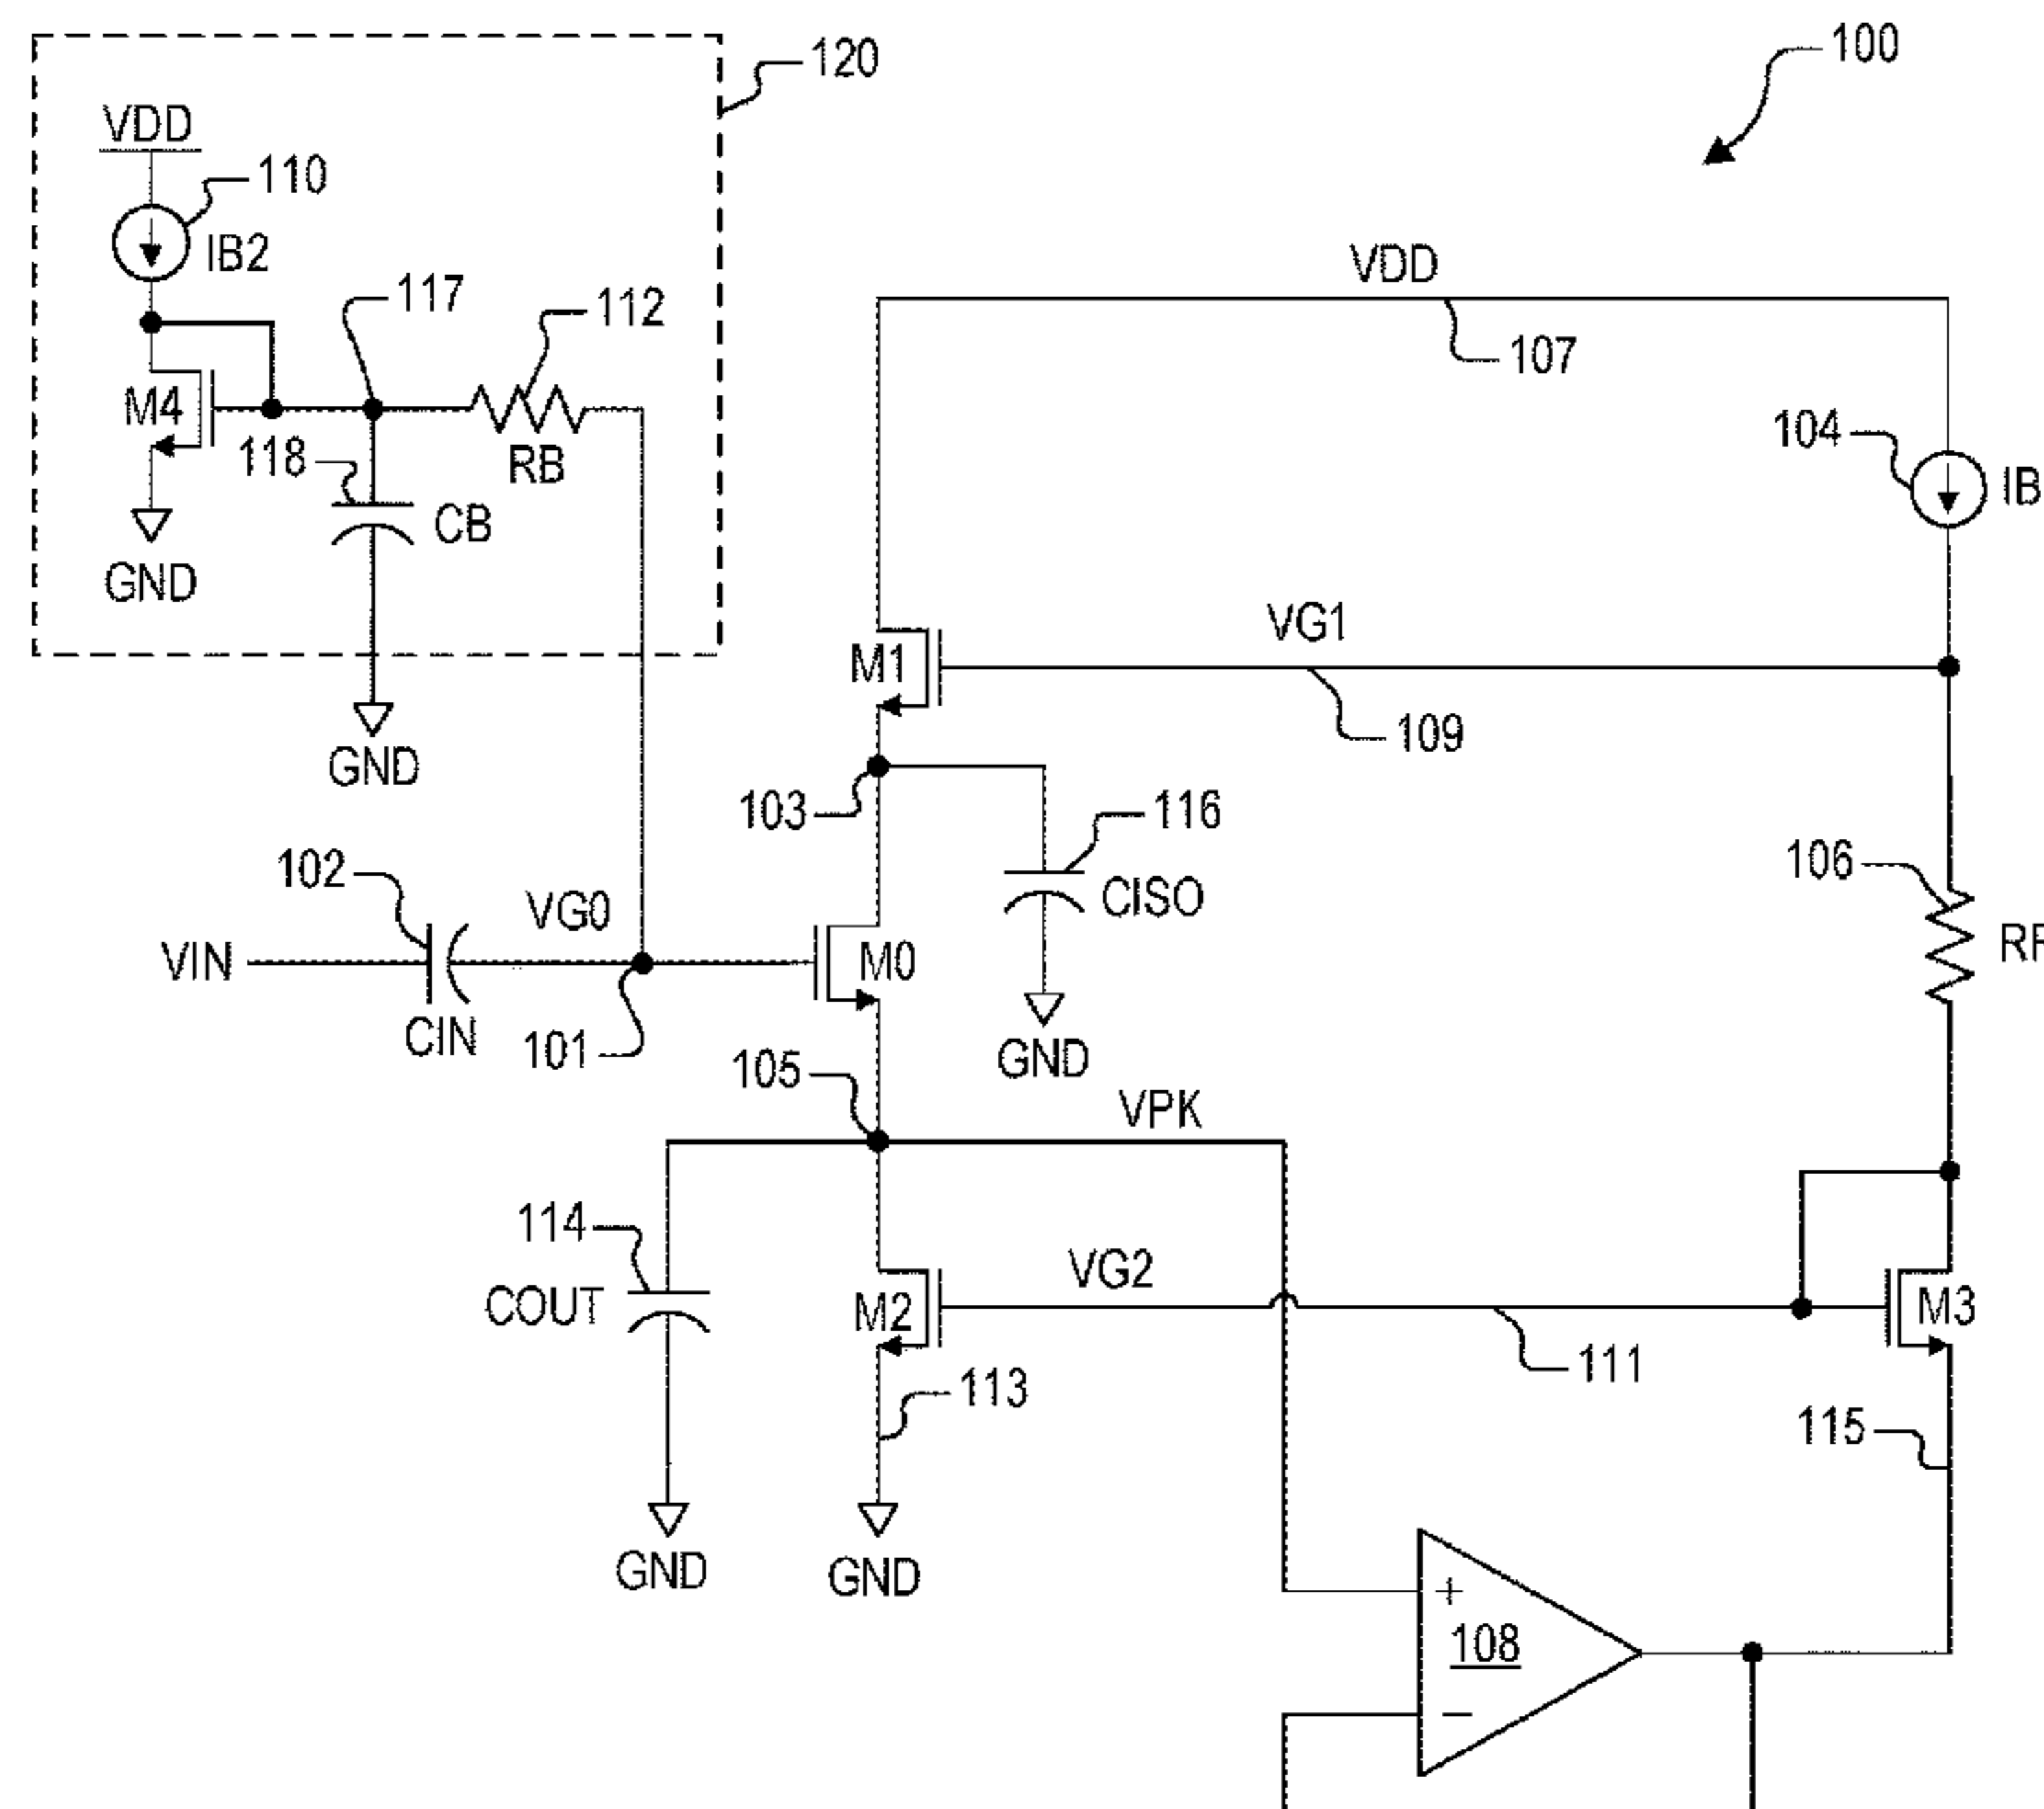 120
100
VDD
110
IB2
117
112
VDD
107
M4
118
RB
104
IB
CB
GND
VG1
M1
109
GND
103
116
102
106
VG0
CISO
VIN
M0
CIN
101
GND
105
VPK
114
VG2
COUT
M2
M3
111
113
115
GND
GND
+
108
−